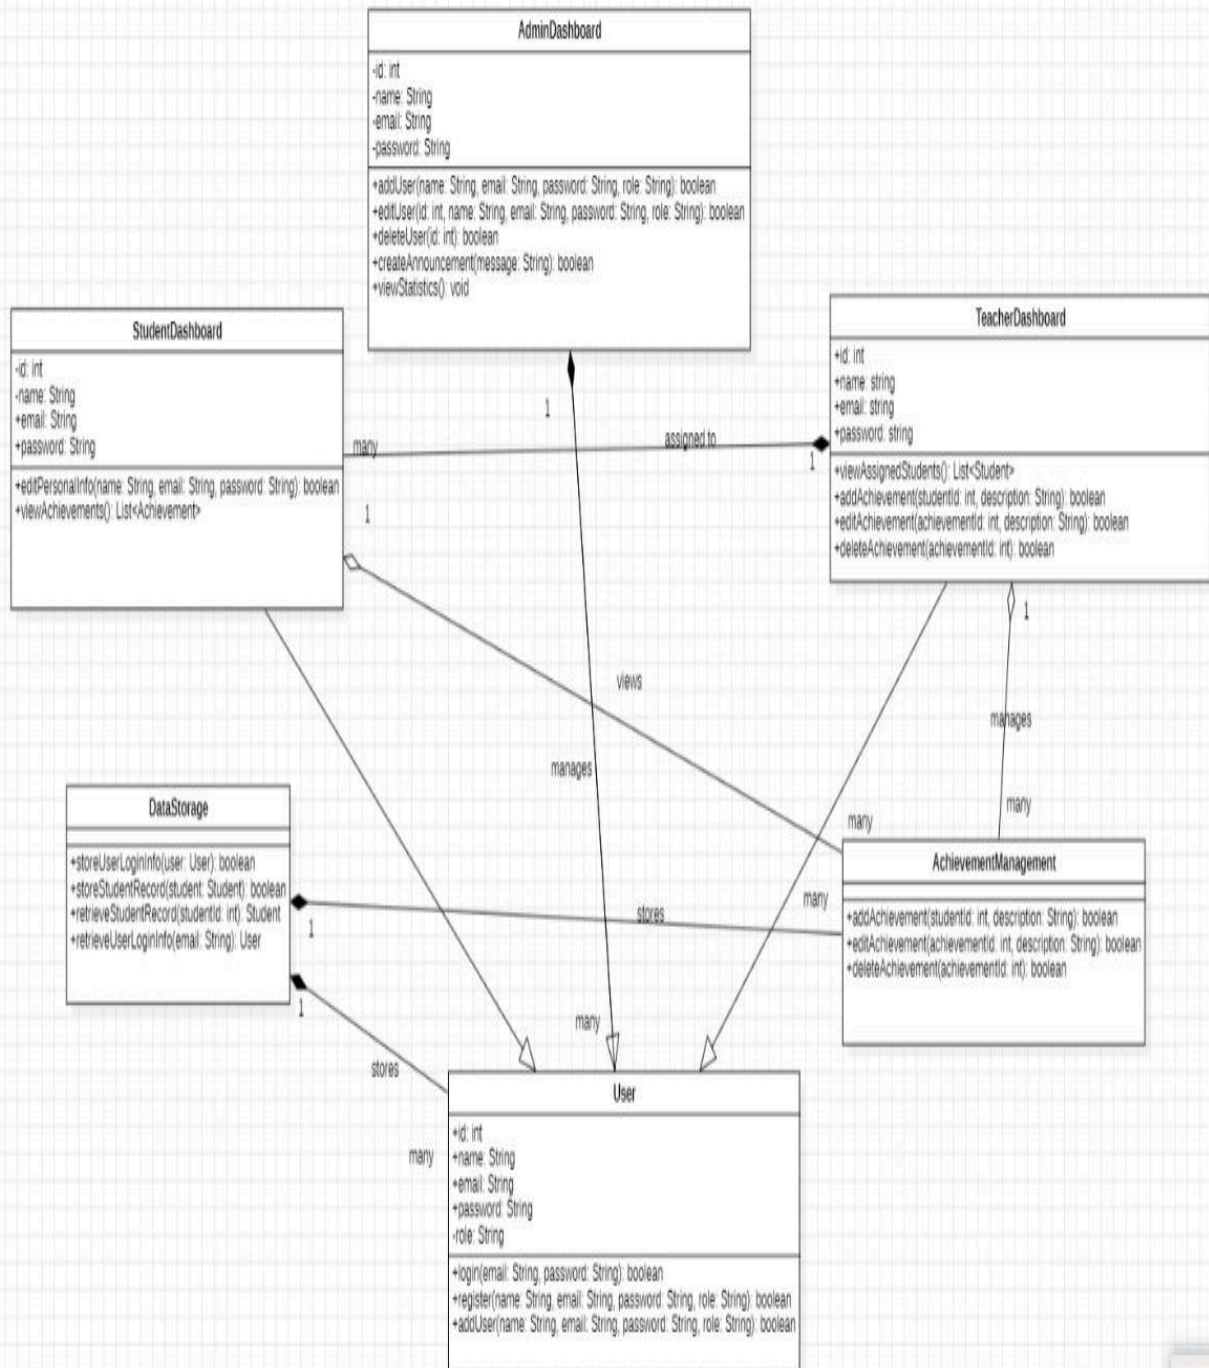 AdminDashboard
-id: int
-name: String
-email: String
-password: String
+addUser(name: String, email: String, password: String, role: String): boolean
+editUser(id: int, name: String, email: String, password: String, role: String): boolean
+deleteUser(id: int): boolean
+createAnnouncement(message: String): boolean
+viewStatistics(): void
StudentDashboard
-id: int
-name: String
+email: String
+password: String
+editPersonalInfo(name: String, email: String, password: String): boolean
+viewAchievements(): List<Achievement>
TeacherDashboard
+id: int
+name: string
+email: string
+password: string
+viewAssignedStudents(): List<Student>
+addAchievement(studentId: int, description: String): boolean
+editAchievement(achievementId: int, description: String): boolean
+deleteAchievement(achievementId: int): boolean
1
many
assigned to
1
1
1
views
manages
manages
many
many
many
DataStorage
+storeUserLoginInfo(user: User): boolean
+storeStudentRecord(student: Student): boolean
+retrieveStudentRecord(studentId: int): Student
+retrieveUserLoginInfo(email: String): User
1
stores
AchievementManagement
+addAchievement(studentId: int, description: String): boolean
+editAchievement(achievementId: int, description: String): boolean
+deleteAchievement(achievementId: int): boolean
1
many
stores
many
User
+id: int
+name: String
+email: String
+password: String
-role: String
+login(email: String, password: String): boolean
+register(name: String, email: String, password: String, role: String): boolean
+addUser(name: String, email: String, password: String, role: String): boolean